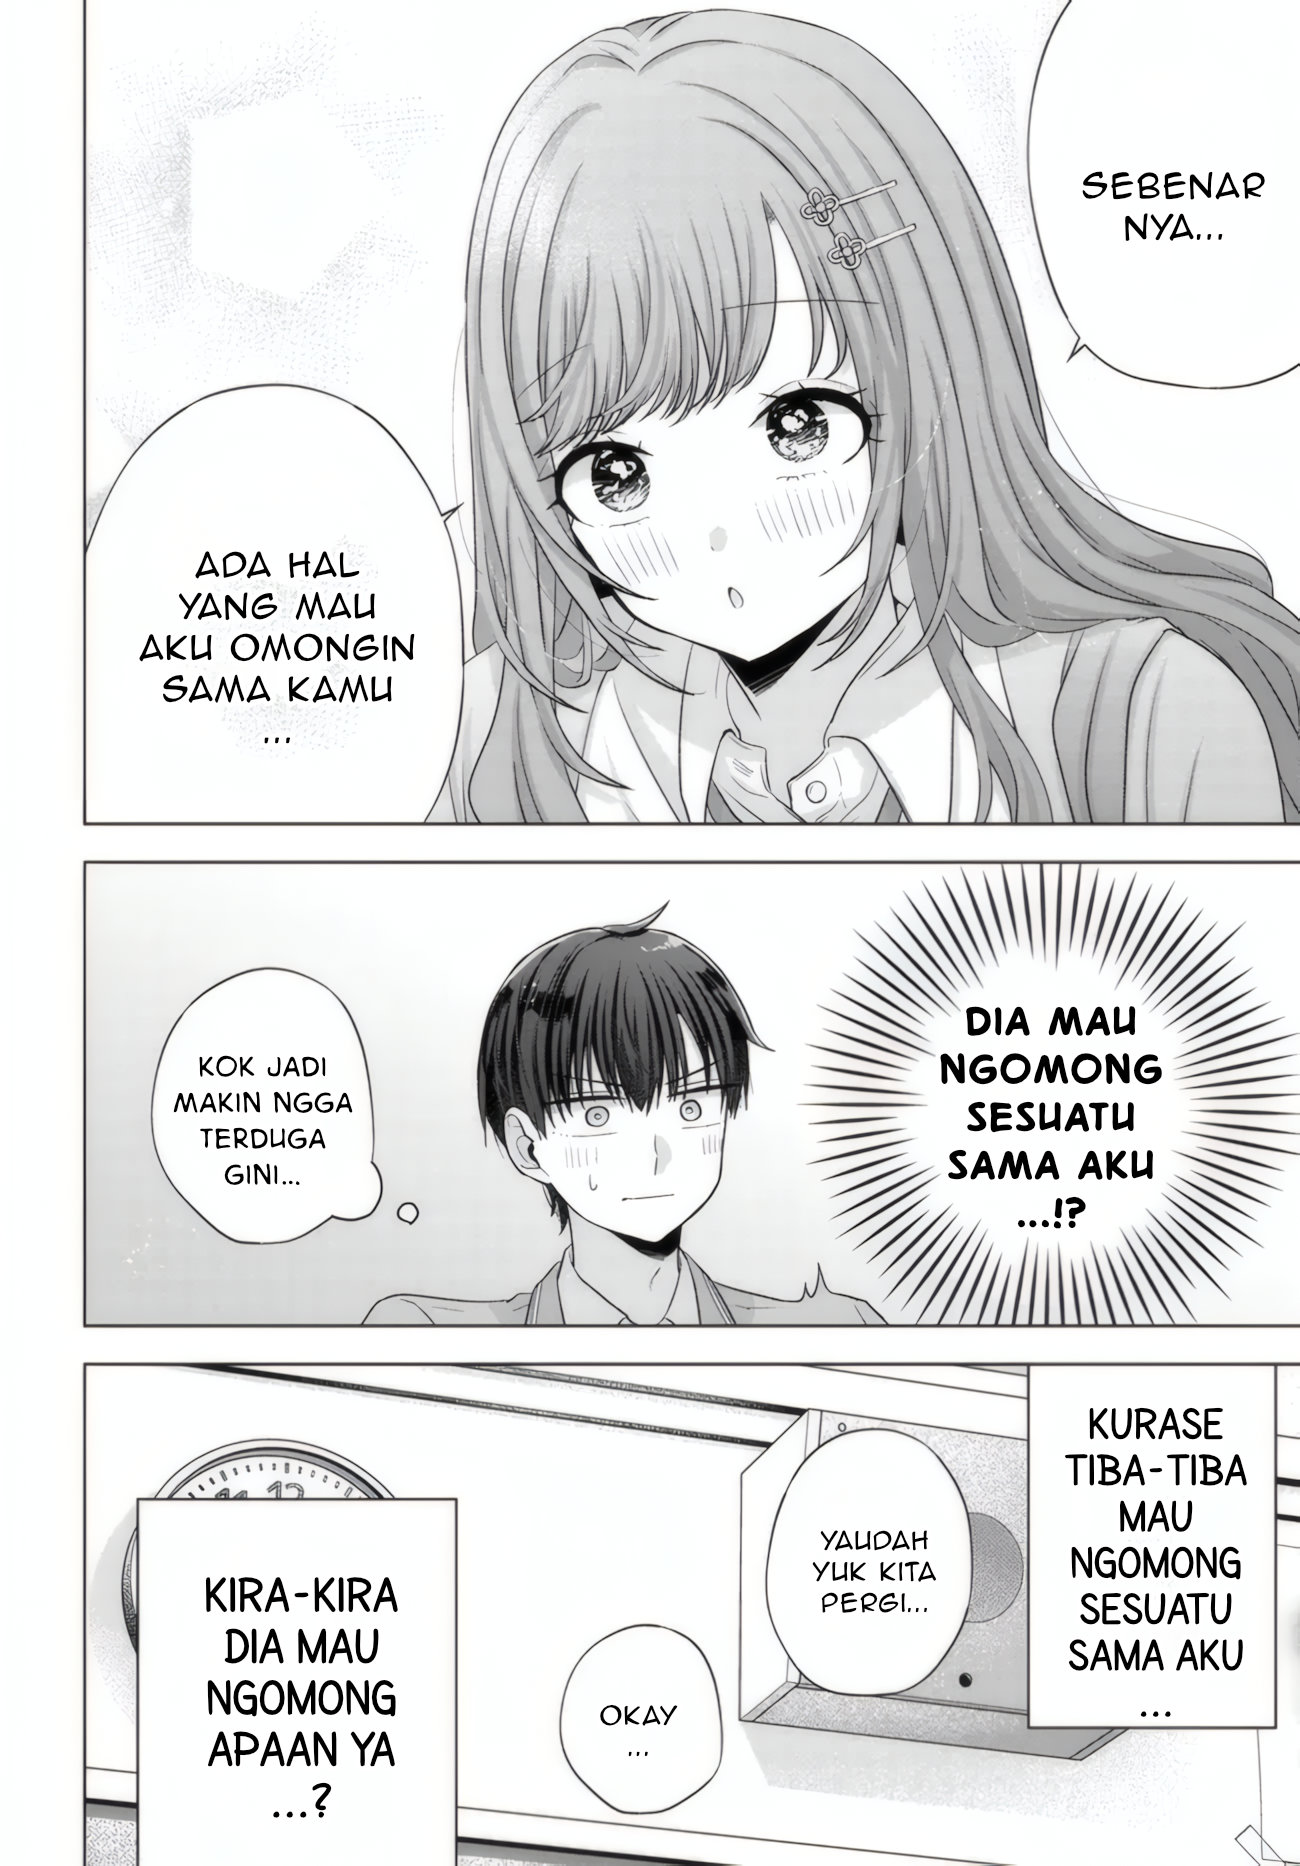 SEBENAR
NYA...
ADA HAL
YANG MAU
AKU OMONGIN
SAMA KAMU
...
DIA MAU
NGOMONG
SESUATU
SAMA AKU
...!?
KOK JADI
MAKIN NGGA
TERDUGA
GINI...
KURASE
TIBA-TIBA
MAU
NGOMONG
SESUATU
SAMA AKU
...
YAUDAH
YUK KITA
PERGI...
OKAY
...
11 12
KIRA-KIRA
DIA MAU
NGOMONG
APAAN YA
...?